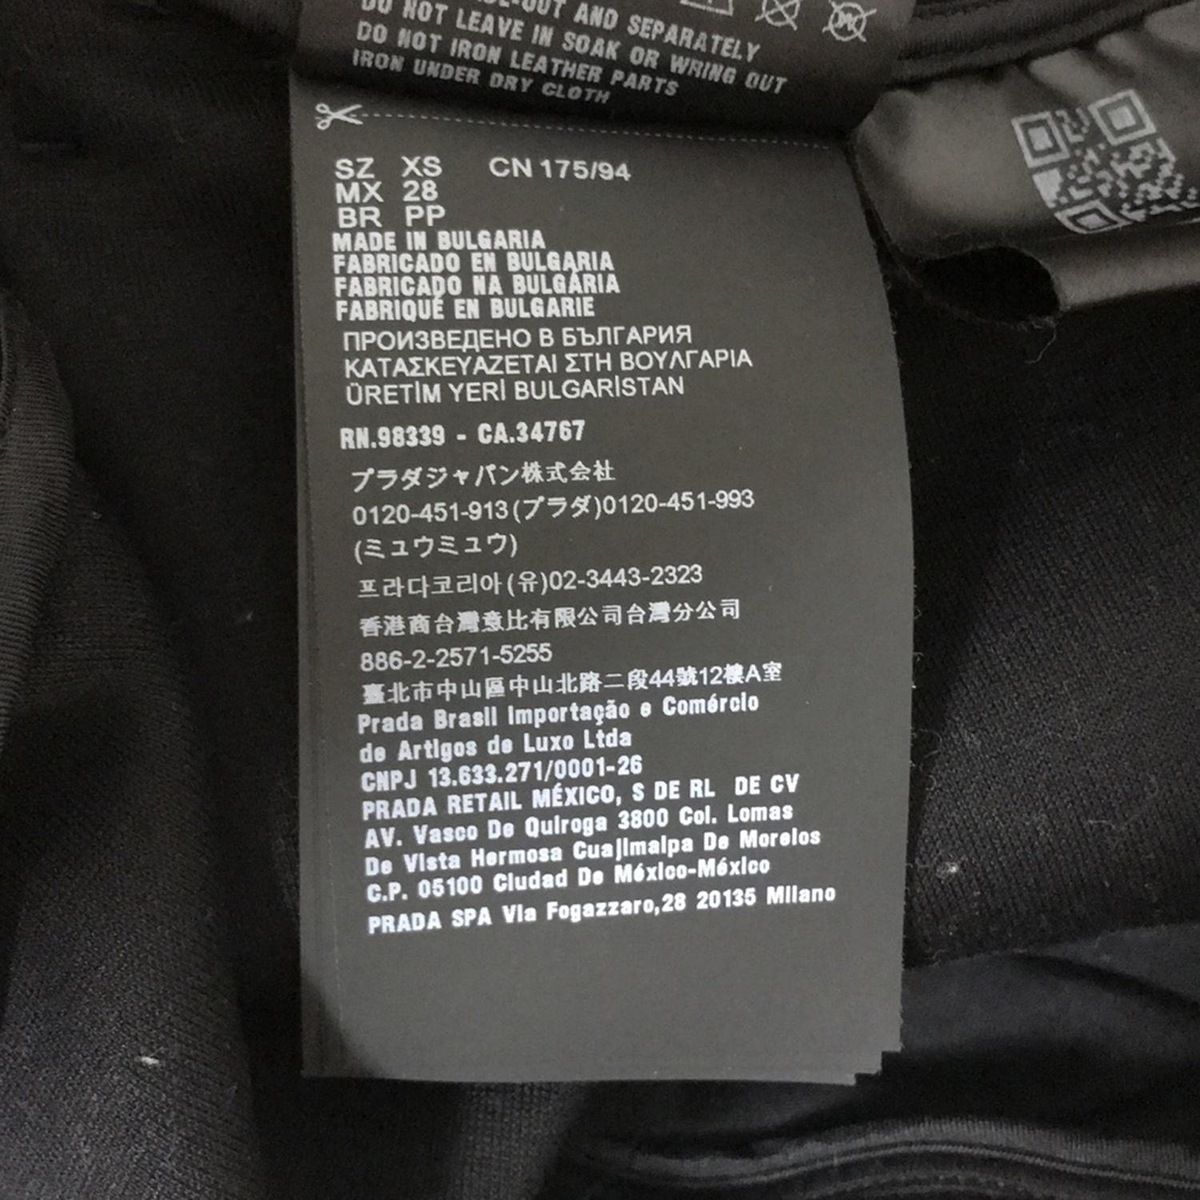 -OUT AND SEPARATELY
DO NOT LEAVE IN SOAK OR WRING OUT
DO NOT IRON LEATHER PARTS
IRON UNDER DRY CLOTH
SZ XS CN 175/94
MX 28
BR PP
MADE IN BULGARIA
FABRICADO EN BULGARIA
FABRICADO NA BULGÁRIA
FABRIQUÉ EN BULGARIE
ПРОИЗВЕДЕНО В БЪЛГАРИЯ
ΚΑΤΑΣΚΕΥΑΖΕΤΑΙ ΣΤΗ ΒΟΥΛΓΑΡΙΑ
ÜRETİM YERİ BULGARİSTAN
RN.98339 - CA.34767
プラダジャパン株式会社
0120-451-913(プラダ)0120-451-993
(ミュウミュウ)
프라다코리아(유)02-3443-2323
香港商台灣意比有限公司台灣分公司
886-2-2571-5255
臺北市中山區中山北路二段44號12樓A室
Prada Brasil Importação e Comércio
de Artigos de Luxo Ltda
CNPJ 13.633.271/0001-26
PRADA RETAIL MÉXICO, S DE RL DE CV
AV. Vasco De Quiroga 3800 Col. Lomas
De Vista Hermosa Cuajimalpa De Morelos
C.P. 05100 Ciudad De México-México
PRADA SPA Via Fogazzaro,28 20135 Milano